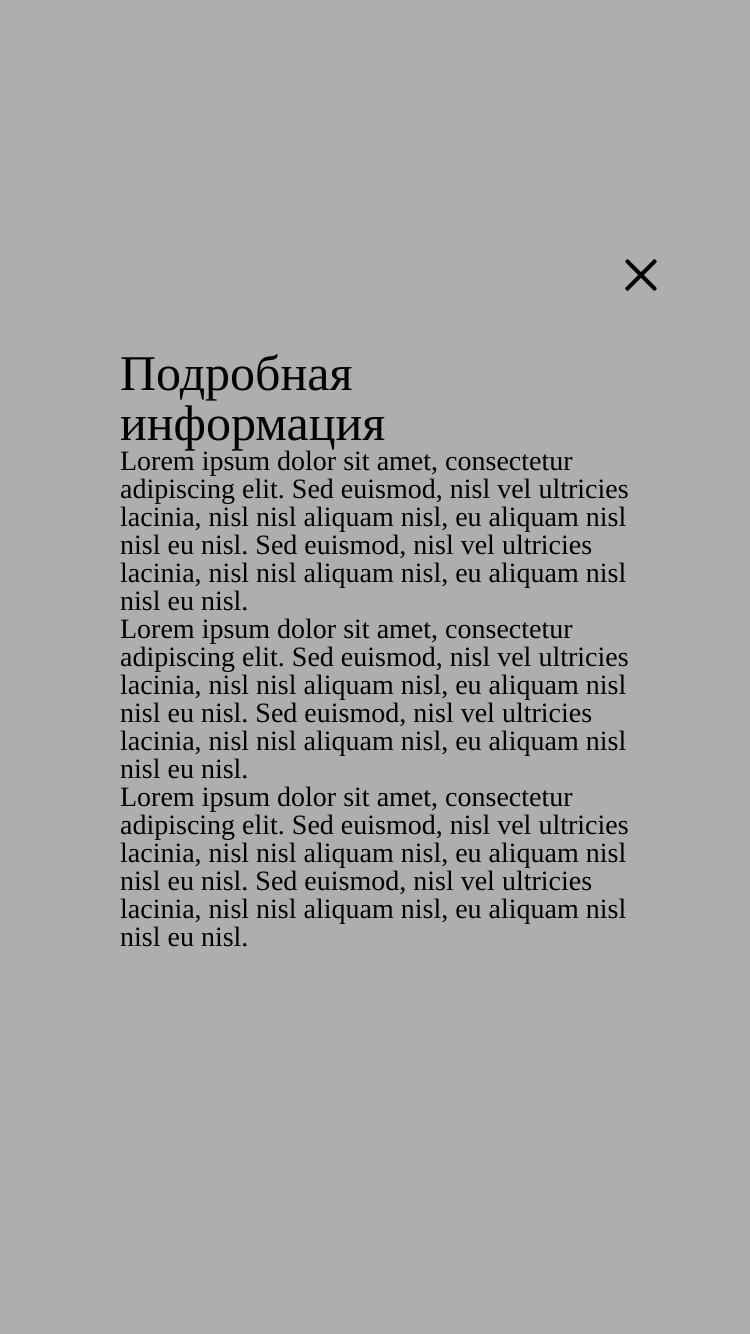 Подробная
информация
Lorem ipsum dolor sit amet, consectetur
adipiscing elit. Sed euismod, nisl vel ultricies
lacinia, nisl nisl aliquam nisl, eu aliquam nisl
nisl eu nisl. Sed euismod, nisl vel ultricies
lacinia, nisl nisl aliquam nisl, eu aliquam nisl
nisl eu nisl.
Lorem ipsum dolor sit amet, consectetur
adipiscing elit. Sed euismod, nisl vel ultricies
lacinia, nisl nisl aliquam nisl, eu aliquam nisl
nisl eu nisl. Sed euismod, nisl vel ultricies
lacinia, nisl nisl aliquam nisl, eu aliquam nisl
nisl eu nisl.
Lorem ipsum dolor sit amet, consectetur
adipiscing elit. Sed euismod, nisl vel ultricies
lacinia, nisl nisl aliquam nisl, eu aliquam nisl
nisl eu nisl. Sed euismod, nisl vel ultricies
lacinia, nisl nisl aliquam nisl, eu aliquam nisl
nisl eu nisl.